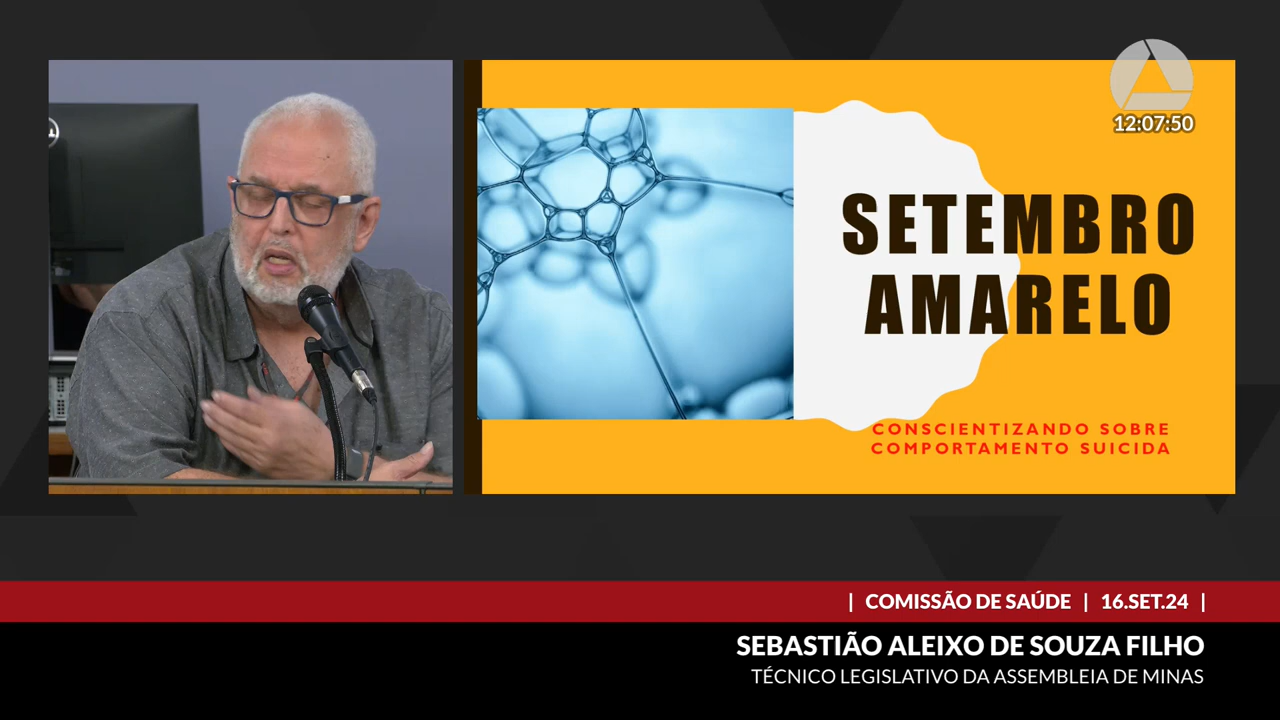 12:07:50
SETEMBRO
AMARELO
CONSCIENTIZANDO SOBRE
COMPORTAMENTO SUICIDA
| COMISSÃO DE SAÚDE | 16.SET.24 |
SEBASTIÃO ALEIXO DE SOUZA FILHO
TÉCNICO LEGISLATIVO DA ASSEMBLEIA DE MINAS